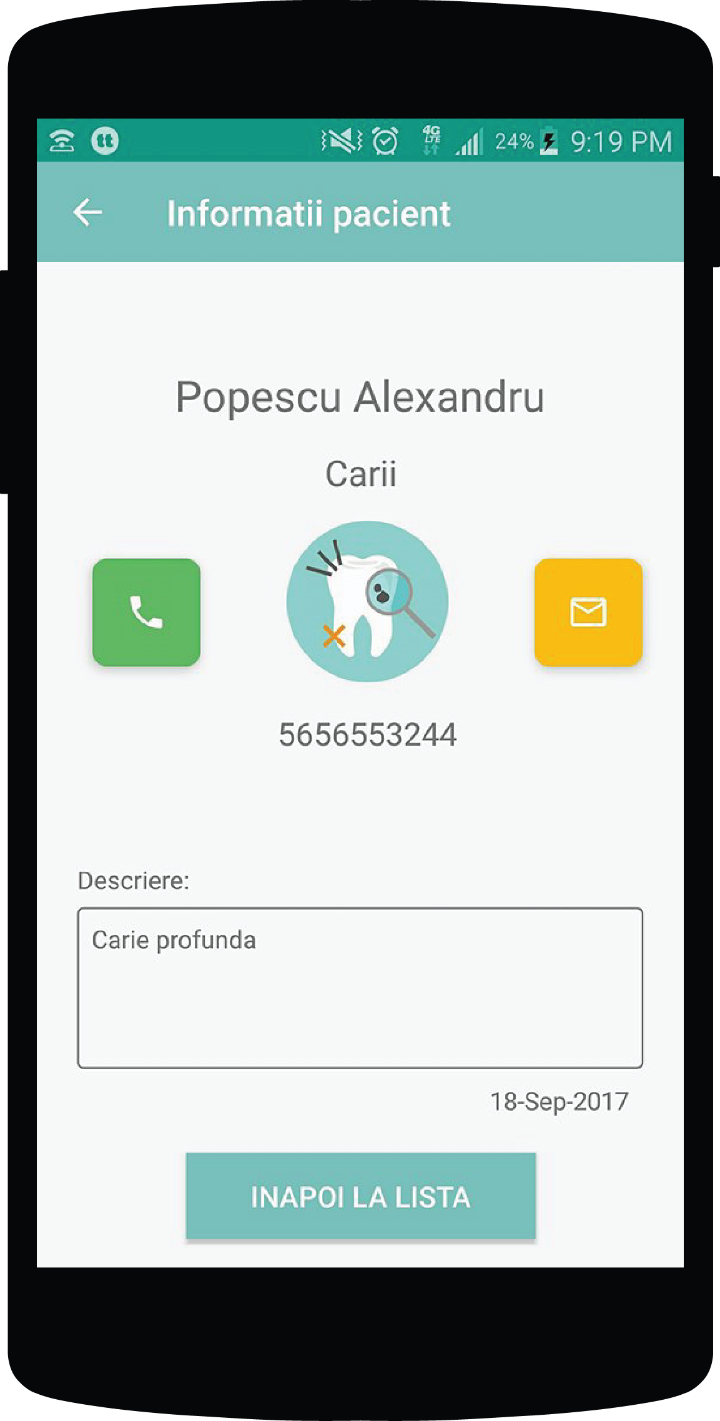 tt 4G LTE 24% 9:19 PM
Informatii pacient
Popescu Alexandru
Carii
5656553244
Descriere:
Carie profunda
18-Sep-2017
INAPOI LA LISTA